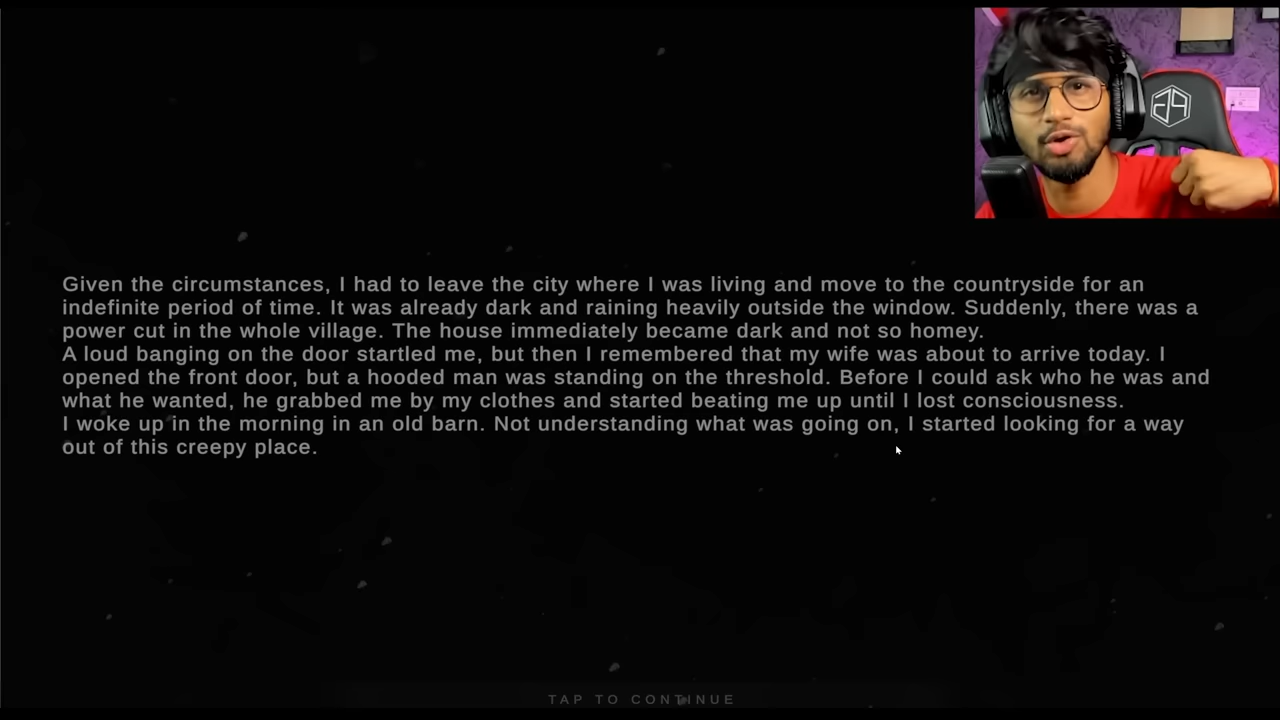 Given the circumstances, I had to leave the city where I was living and move to the countryside for an
indefinite period of time. It was already dark and raining heavily outside the window. Suddenly, there was a
power cut in the whole village. The house immediately became dark and not so homey.
A loud banging on the door startled me, but then I remembered that my wife was about to arrive today. I
opened the front door, but a hooded man was standing on the threshold. Before I could ask who he was and
what he wanted, he grabbed me by my clothes and started beating me up until I lost consciousness.
I woke up in the morning in an old barn. Not understanding what was going on, I started looking for a way
out of this creepy place.
TAP TO CONTINUE